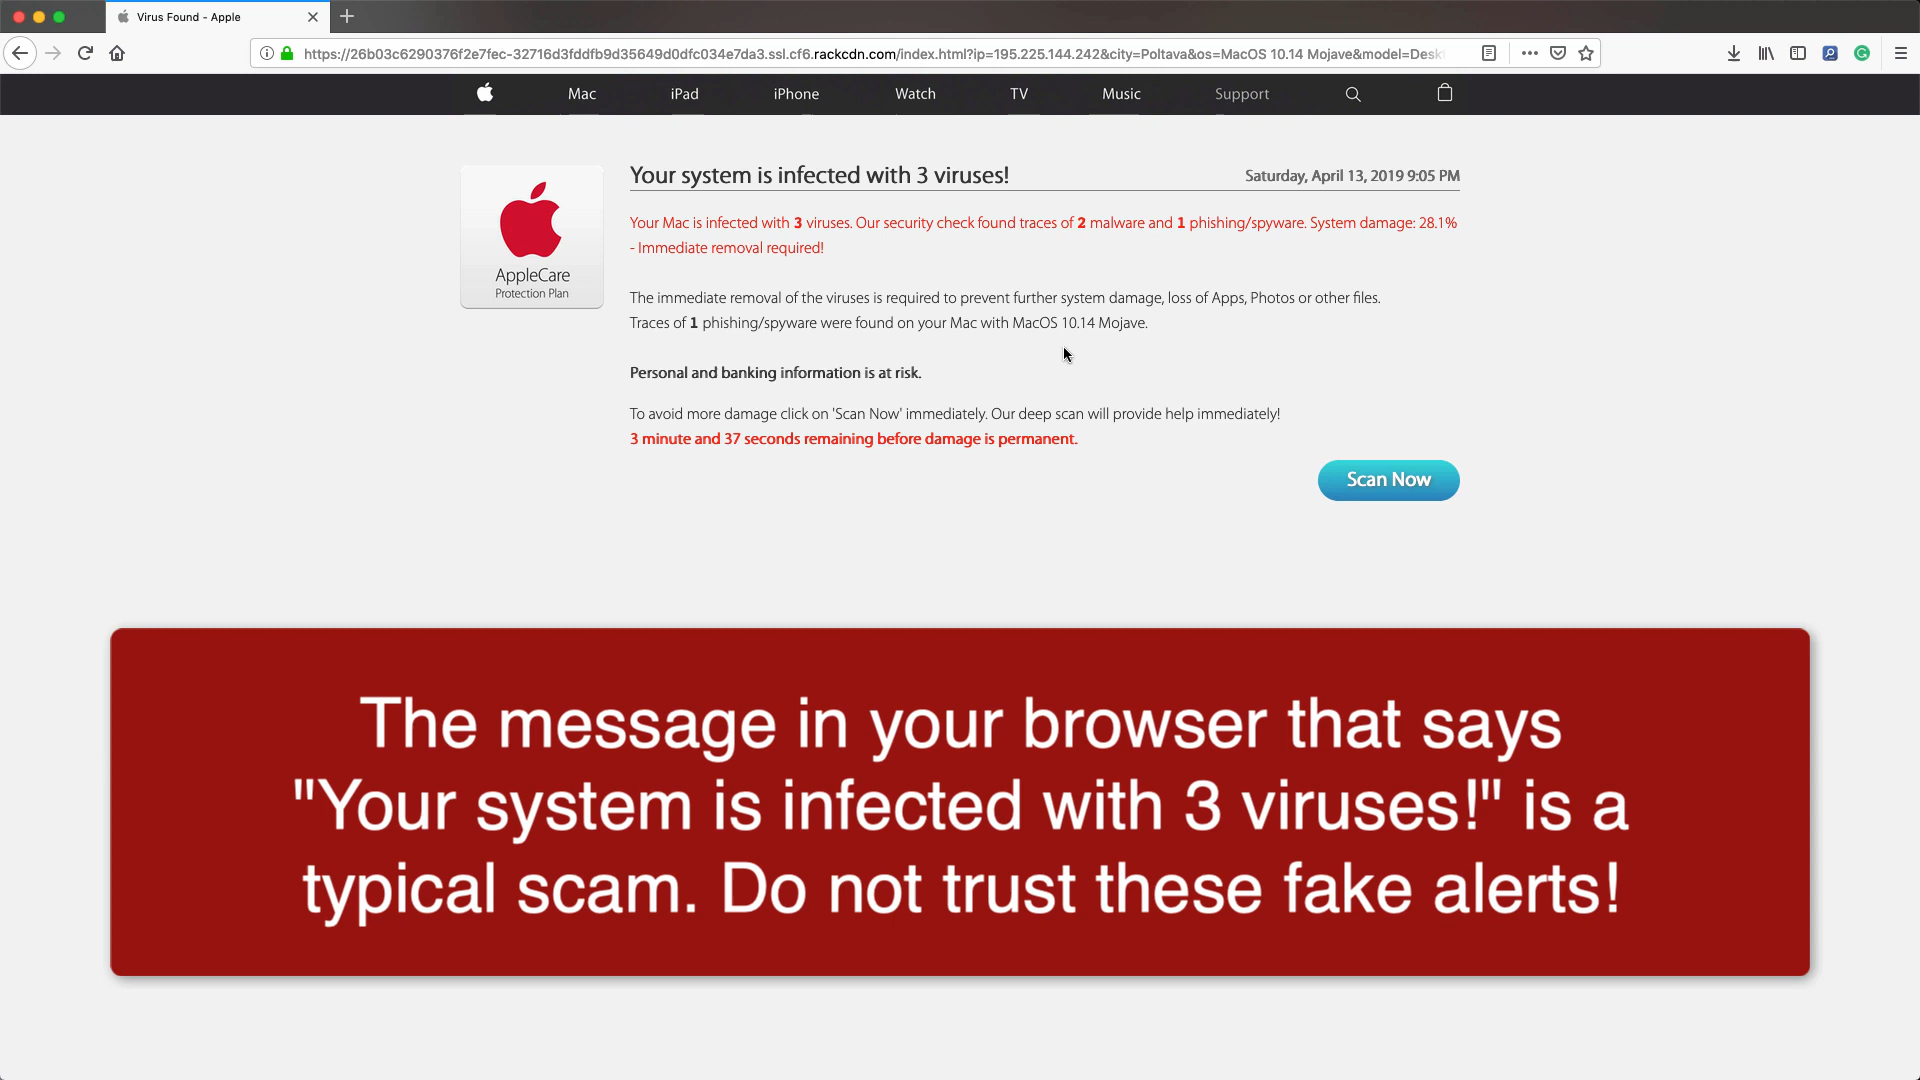 Virus Found - Apple
https://26b03c6290376f2e7fec-32716d3fddfb9d35649d0dfc034e7da3.ssl.cf6.rackcdn.com/index.html?ip=195.225.144.242&city=Poltava&os=MacOS 10.14 Mojave&model=Desk
Mac iPad iPhone Watch TV Music Support
AppleCare
Protection Plan
Your system is infected with 3 viruses!
Saturday, April 13, 2019 9:05 PM
Your Mac is infected with 3 viruses. Our security check found traces of 2 malware and 1 phishing/spyware. System damage: 28.1%
- Immediate removal required!
The immediate removal of the viruses is required to prevent further system damage, loss of Apps, Photos or other files.
Traces of 1 phishing/spyware were found on your Mac with MacOS 10.14 Mojave.
Personal and banking information is at risk.
To avoid more damage click on 'Scan Now' immediately. Our deep scan will provide help immediately!
3 minute and 37 seconds remaining before damage is permanent.
Scan Now
The message in your browser that says
"Your system is infected with 3 viruses!" is a
typical scam. Do not trust these fake alerts!